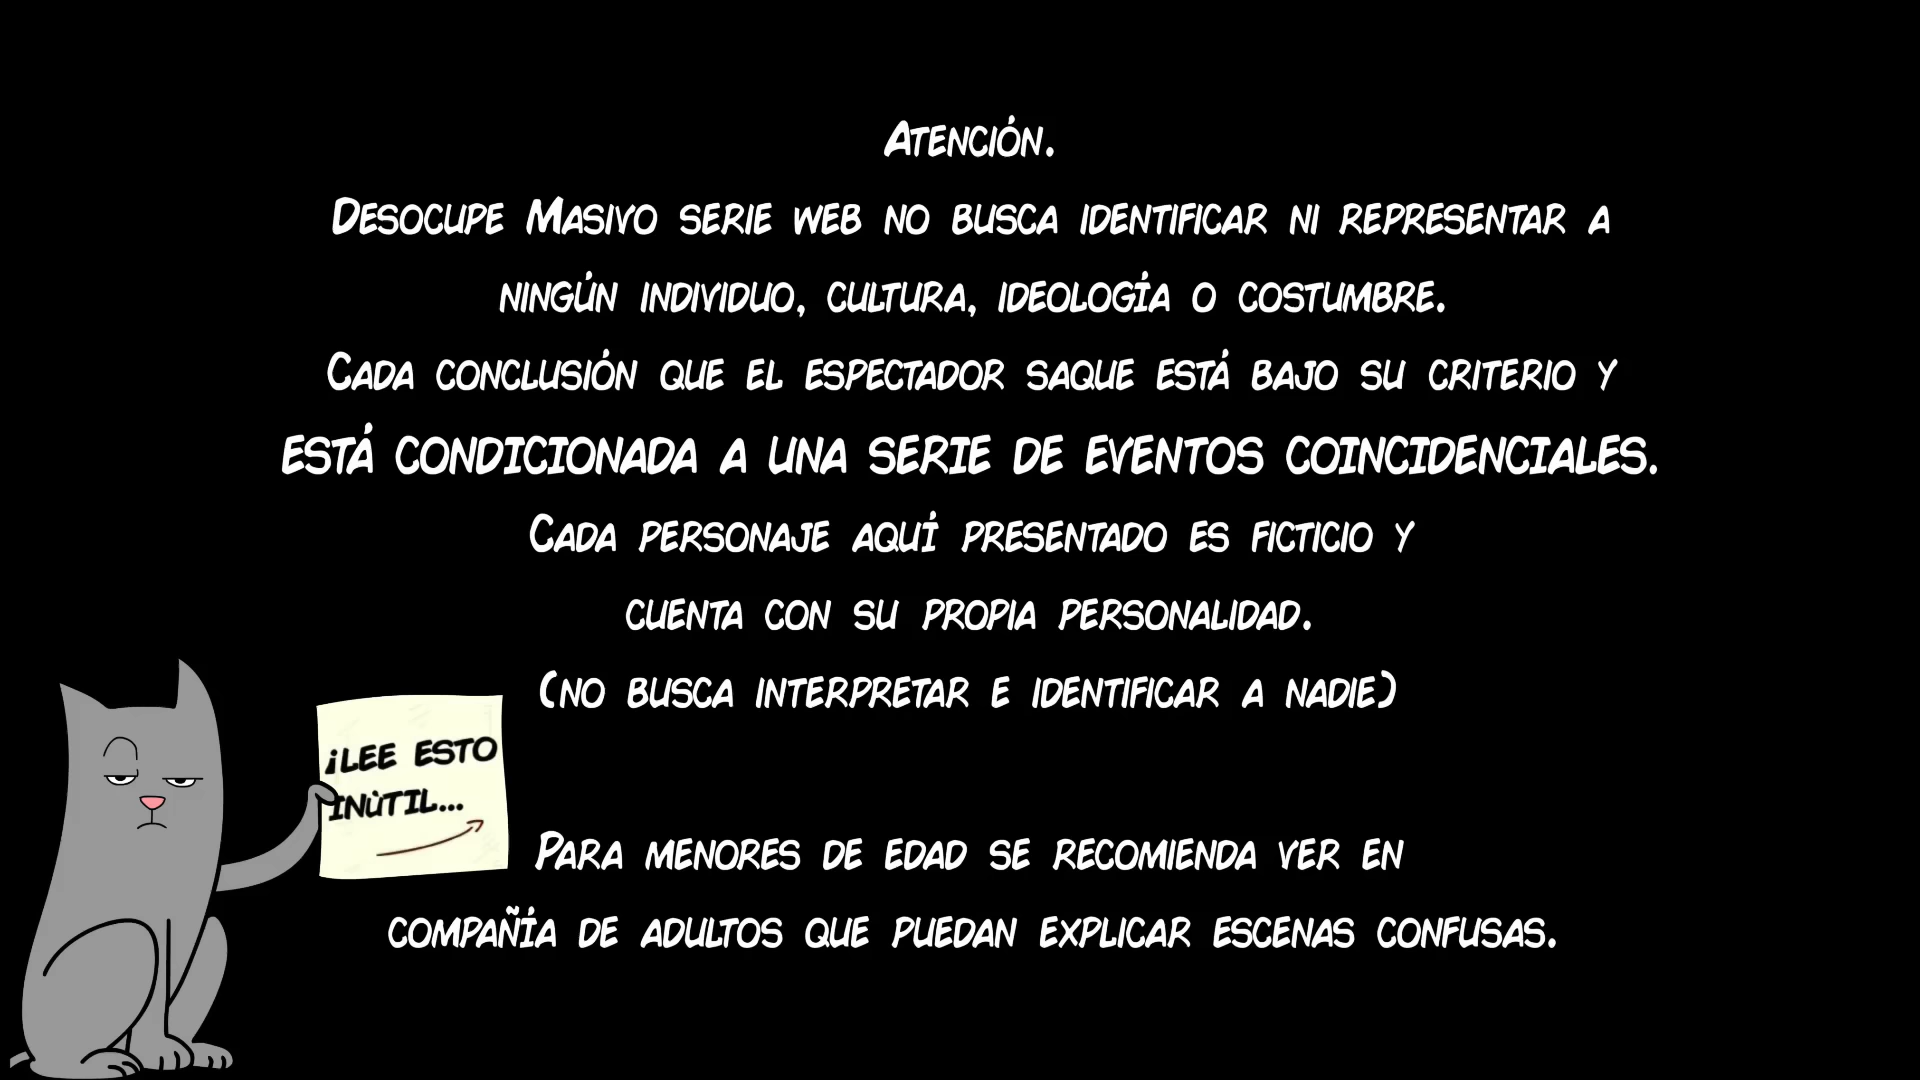 Atención.
Desocupe Masivo serie web no busca identificar ni representar a
ningún individuo, cultura, ideología o costumbre.
Cada conclusión que el espectador saque está bajo su criterio y
ESTÁ CONDICIONADA A UNA SERIE DE EVENTOS COINCIDENCIALES.
Cada personaje aquí presentado es ficticio y
cuenta con su propia personalidad.
(no busca interpretar e identificar a nadie)
¡LEE ESTO
INÙTIL...
Para menores de edad se recomienda ver en
compañía de adultos que puedan explicar escenas confusas.